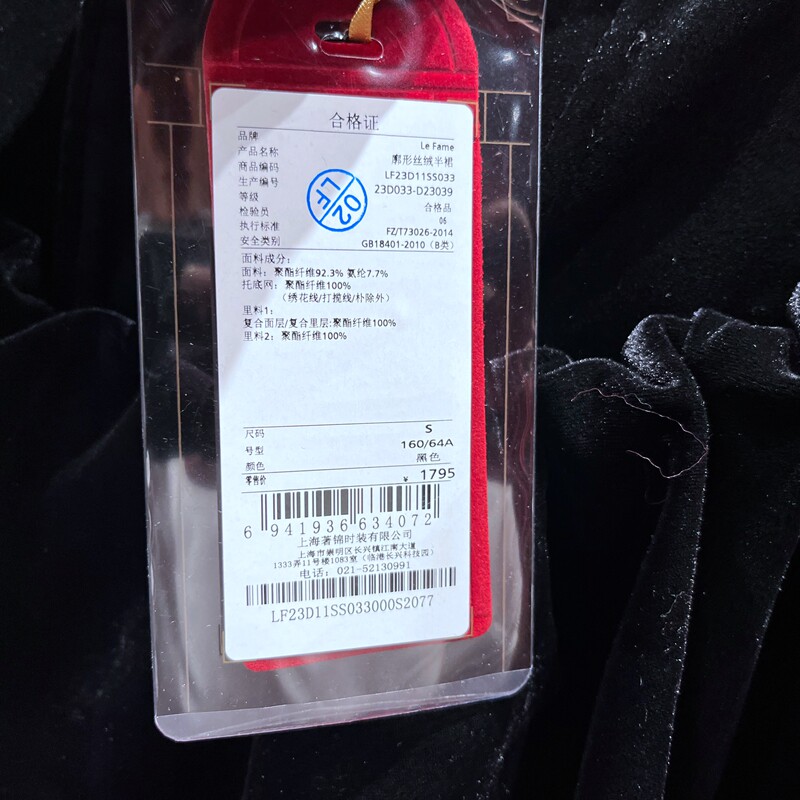 合格证
品牌 Le Fame
产品名称 廓形丝绒半裙
商品编码 LF23D11SS033
生产编号 23D033-D23039
等级 合格品
检验员 06
执行标准 FZ/T73026-2014
安全类别 GB18401-2010（B类）
02
LF
面料成分：
面料：聚酯纤维92.3% 氨纶7.7%
托底网：聚酯纤维100%
（绣花线/打揽线/朴除外）
里料1：
复合面层/复合里层:聚酯纤维100%
里料2：聚酯纤维100%
尺码 S
号型 160/64A
颜色 黑色
零售价 ¥ 1795
6 941936 634072
上海著锦时装有限公司
上海市崇明区长兴镇江南大道
1333弄11号楼1083室（临港长兴科技园）
电话：021-52130991
LF23D11SS033000S2077